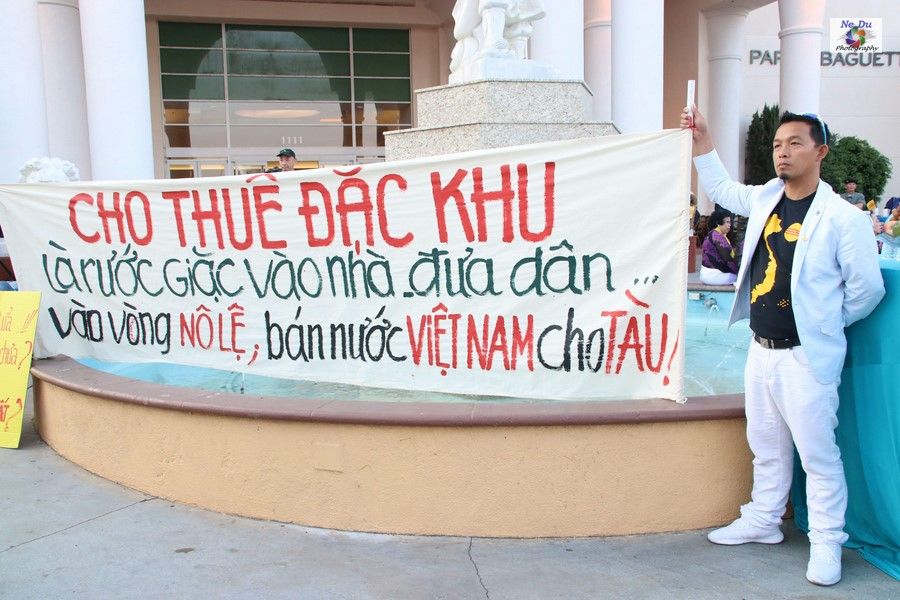 Ne Du
Photography
PAR BAGUETT
1111
CHO THUÊ ĐẶC KHU
là rước giặc vào nhà đưa dân...
vào vòng NÔ LỆ, bán nước VIỆT NAM cho TÀU!